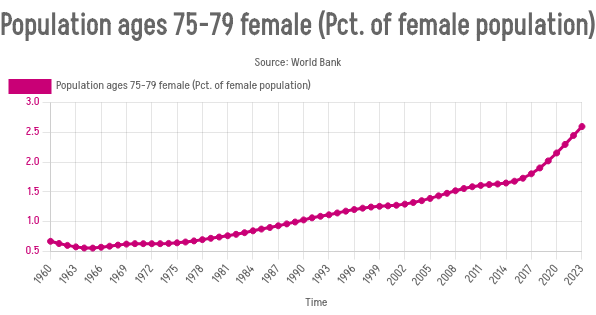 Population ages 75-79 female (Pct. of female population)
Source: World Bank
Population ages 75-79 female (Pct. of female population)
3.0
2.5
2.0
1.5
1.0
0.5
1960 1963 1966 1969 1972 1975 1978 1981 1984 1987 1990 1993 1996 1999 2002 2005 2008 2011 2014 2017 2020 2023
Time